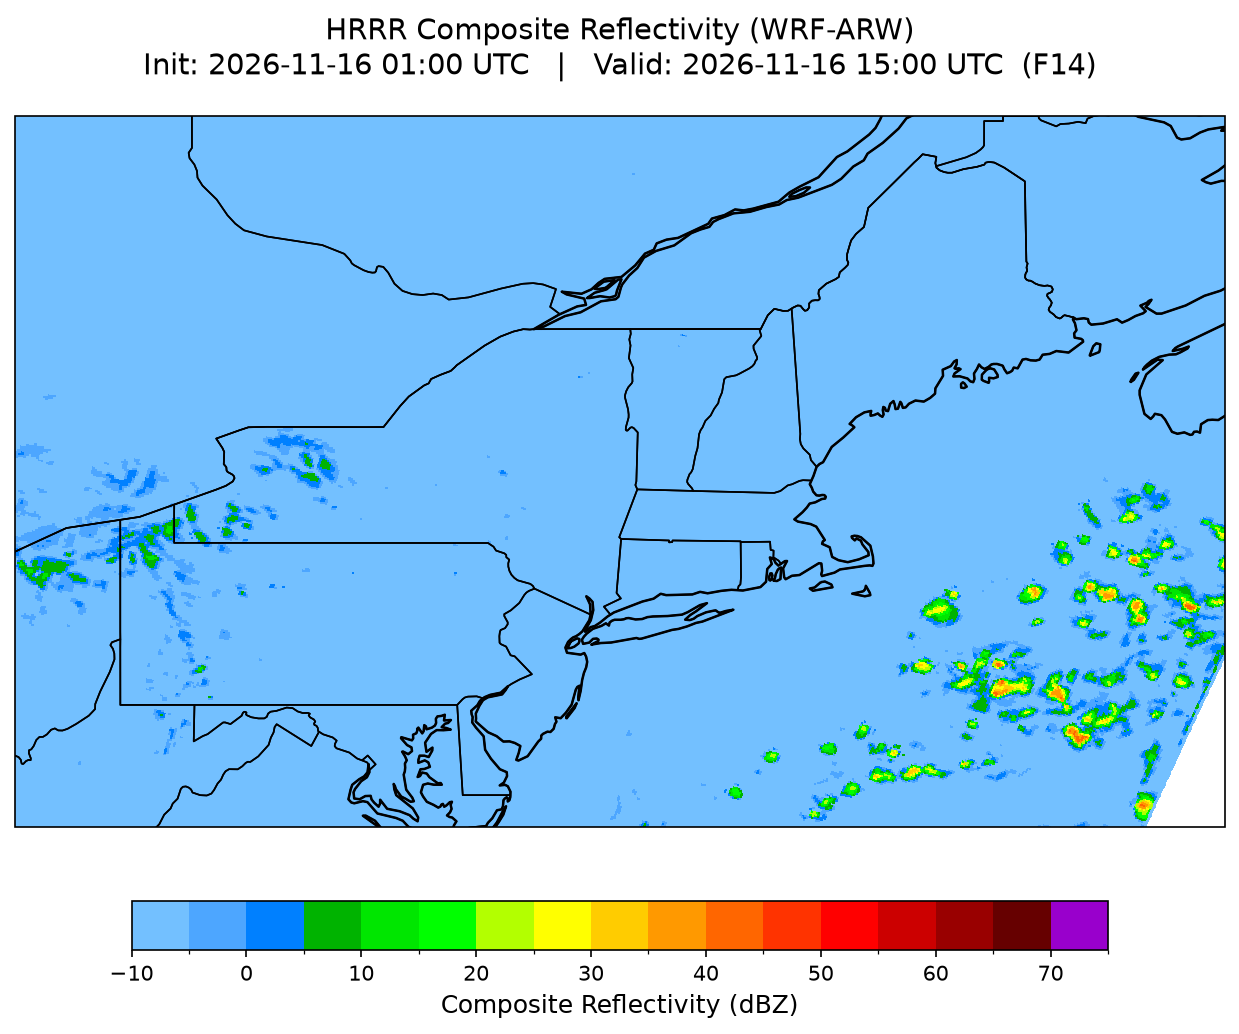 HRRR Composite Reflectivity (WRF-ARW)
Init: 2026-11-16 01:00 UTC   |   Valid: 2026-11-16 15:00 UTC  (F14)
−10 0 10 20 30 40 50 60 70
Composite Reflectivity (dBZ)